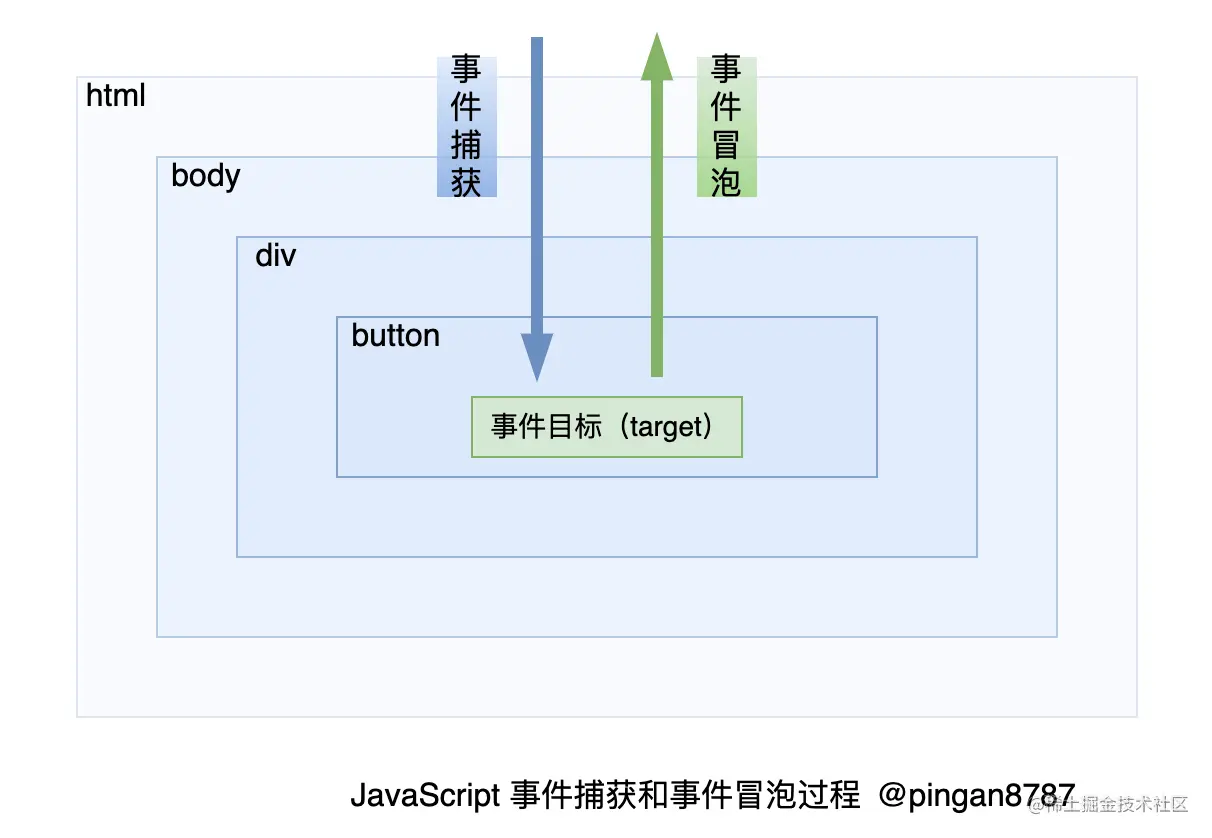 事件捕获
事件冒泡
html
body
div
button
事件目标（target）
JavaScript 事件捕获和事件冒泡过程 @pingan8787
@稀土掘金技术社区